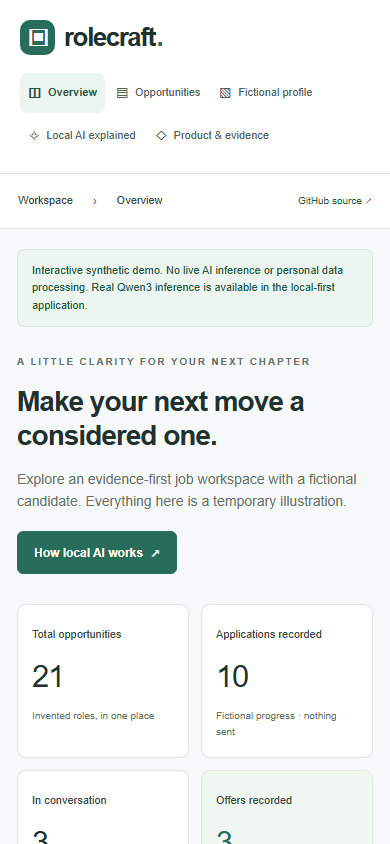 rolecraft.
Overview
Opportunities
Fictional profile
Local AI explained
Product & evidence
Workspace › Overview
GitHub source ↗
Interactive synthetic demo. No live AI inference or personal data
processing. Real Qwen3 inference is available in the local-first
application.
A LITTLE CLARITY FOR YOUR NEXT CHAPTER
Make your next move a
considered one.
Explore an evidence-first job workspace with a fictional
candidate. Everything here is a temporary illustration.
How local AI works ↗
Total opportunities
21
Invented roles, in one place
Applications recorded
10
Fictional progress · nothing
sent
In conversation
3
Offers recorded
3